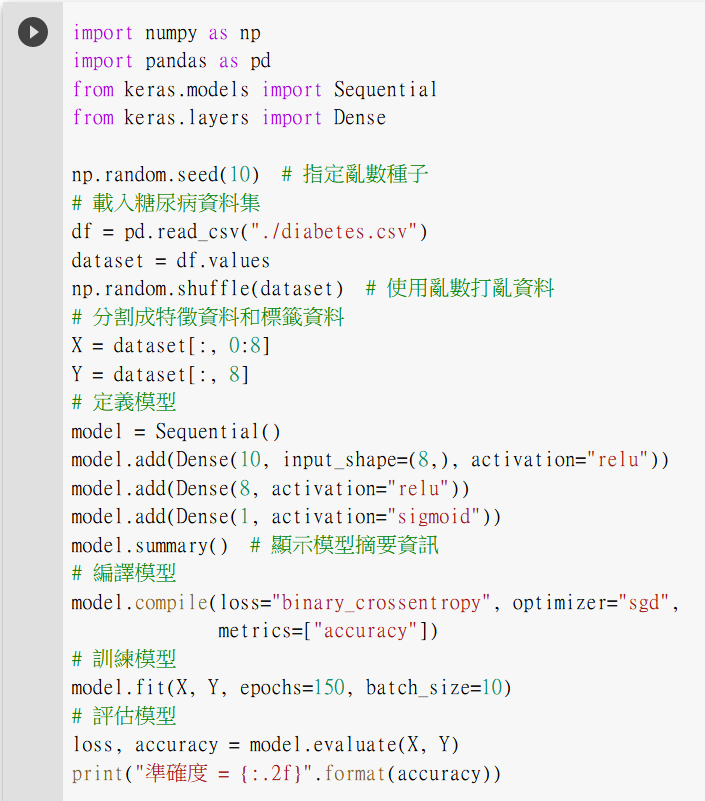 import numpy as np
import pandas as pd
from keras.models import Sequential
from keras.layers import Dense
np.random.seed(10)  # 指定亂數種子
# 載入糖尿病資料集
df = pd.read_csv("./diabetes.csv")
dataset = df.values
np.random.shuffle(dataset)  # 使用亂數打亂資料
# 分割成特徵資料和標籤資料
X = dataset[:, 0:8]
Y = dataset[:, 8]
# 定義模型
model = Sequential()
model.add(Dense(10, input_shape=(8,), activation="relu"))
model.add(Dense(8, activation="relu"))
model.add(Dense(1, activation="sigmoid"))
model.summary()  # 顯示模型摘要資訊
# 編譯模型
model.compile(loss="binary_crossentropy", optimizer="sgd",
              metrics=["accuracy"])
# 訓練模型
model.fit(X, Y, epochs=150, batch_size=10)
# 評估模型
loss, accuracy = model.evaluate(X, Y)
print("準確度 = {:.2f}".format(accuracy))